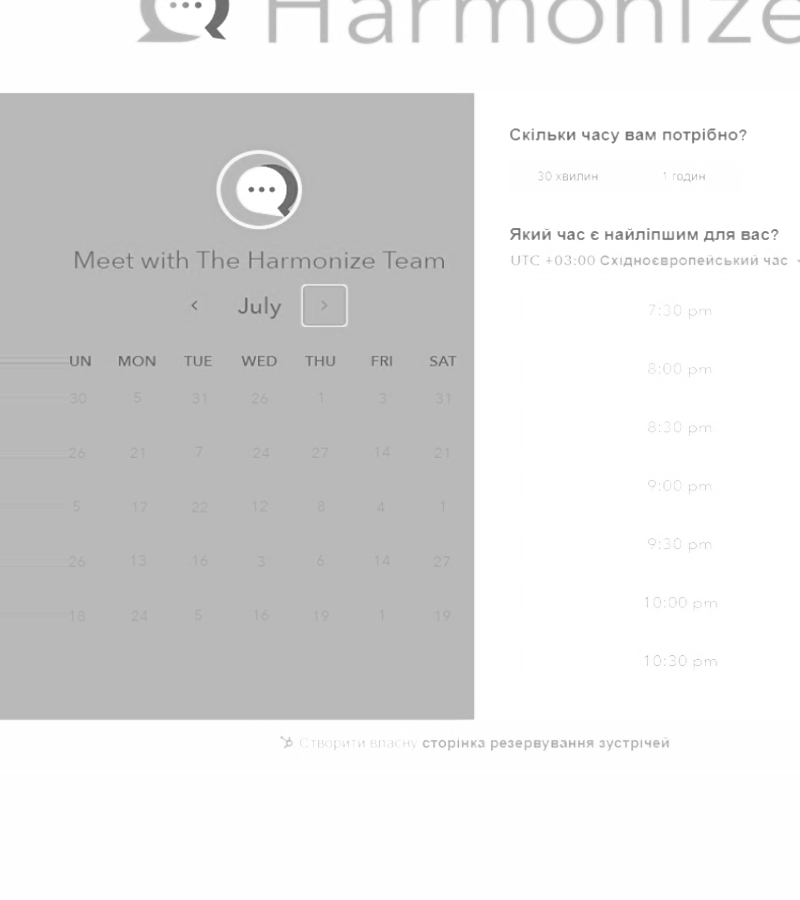 Harmonize
Meet with The Harmonize Team
July
UN MON TUE WED THU FRI SAT
30 5 31 26 1 3 31
26 21 7 24 27 14 21
5 17 22 12 8 4 1
26 13 16 3 6 14 27
18 24 5 16 19 1 19
Скільки часу вам потрібно?
30 хвилин 1 годин
Який час є найліпшим для вас?
UTC +03:00 Східноєвропейський час
7:30 pm
8:00 pm
8:30 pm
9:00 pm
9:30 pm
10:00 pm
10:30 pm
Створити власну сторінка резервування зустрічей